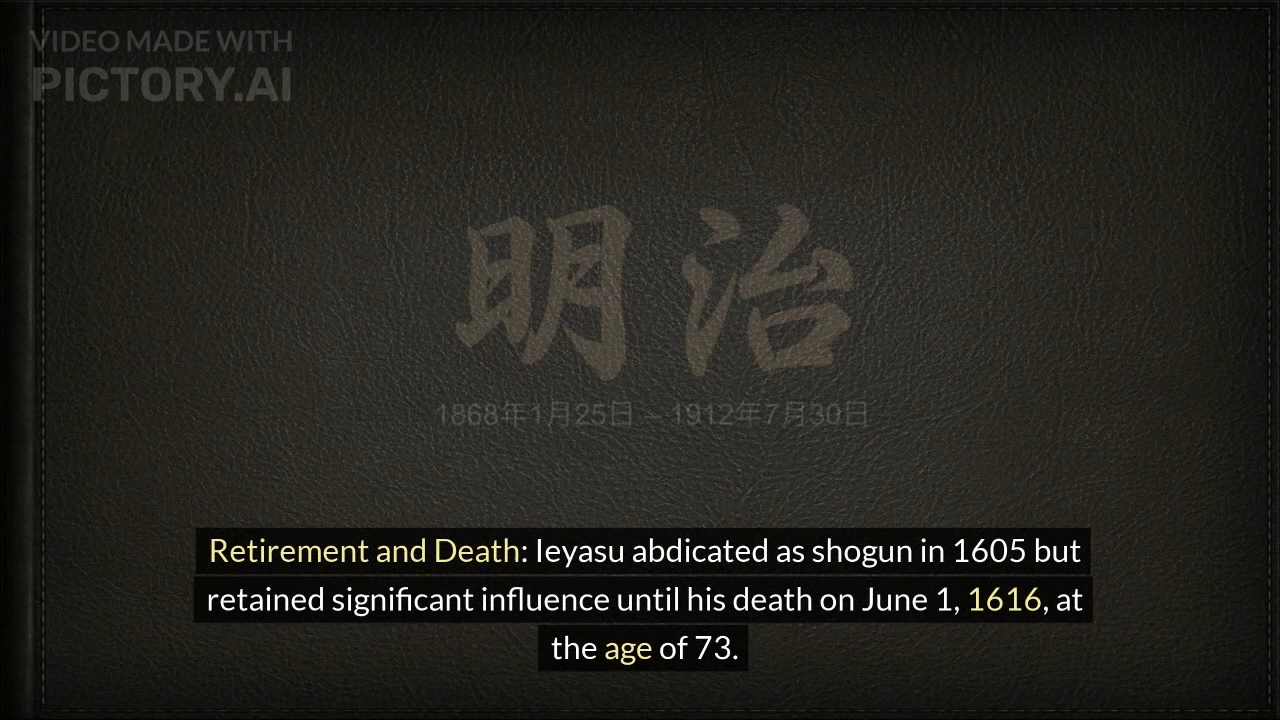 VIDEO MADE WITH
PICTORY.AI
明治
1868年1月25日 – 1912年7月30日
Retirement and Death: Ieyasu abdicated as shogun in 1605 but
retained significant influence until his death on June 1, 1616, at
the age of 73.